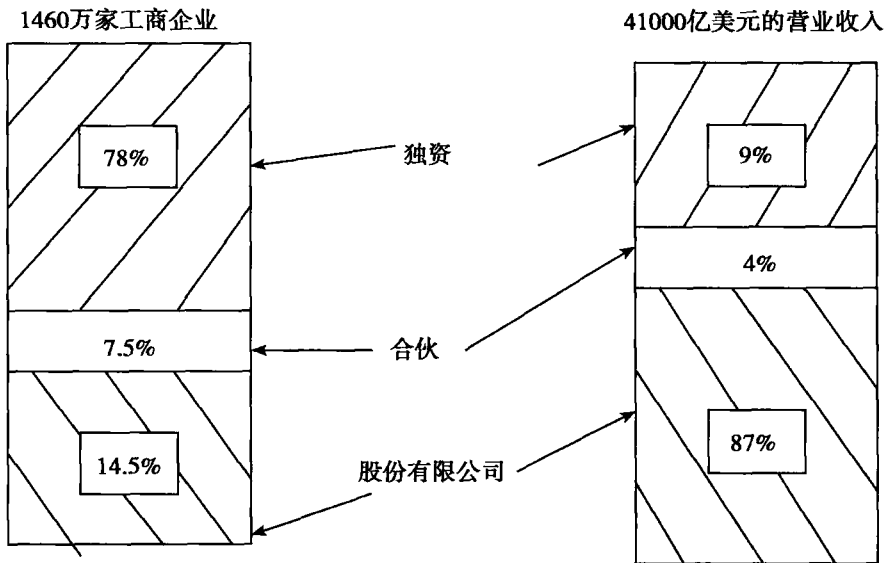 1460万家工商企业
41000亿美元的营业收入
78%
独资
9%
4%
7.5%
合伙
87%
14.5%
股份有限公司